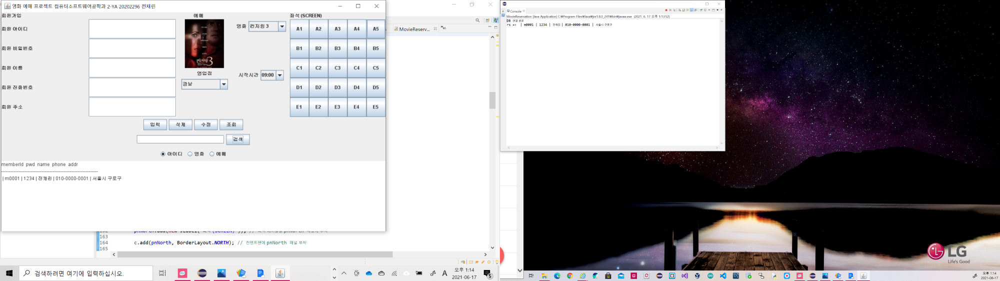 영화 예매 프로젝트 컴퓨터소프트웨어공학과 2-YA 20202296 전채린
회원가입
예매
좌석 (SCREEN)
회원 아이디
회원 비밀번호
회원 이름
회원 전화번호
회원 주소
컨저링3
영화 컨저링 3
영업점
강남
시작시간 09:00
A1 A2 A3 A4 A5
B1 B2 B3 B4 B5
C1 C2 C3 C4 C5
D1 D2 D3 D4 D5
E1 E2 E3 E4 E5
입력 삭제 수정 조회
검색
아이디 영화 예매
memberId pwd name phone addr
--------------------------------------------------------------
| m0001 | 1234 | 전채린 | 010-0000-0001 | 서울시 구로구
MovieReserv...
163
164 c.add(pnNorth, BorderLayout.NORTH); // 컨텐트팬에 pnNorth 패널 부착
165
검색하려면 여기에 입력하십시오.
A
오후 1:14
2021-06-17
5
Console
MovieReservation [Java Application] C:\Program Files\Java\jre1.8.0_241\bin\javaw.exe (2021. 6. 17 오후 1:13:52)
DB 연결 완료
rs => | m0001 | 1234 | 전채린 | 010-0000-0001 | 서울시 구로구
LG
Life's Good
오후 1:14
2021-06-17